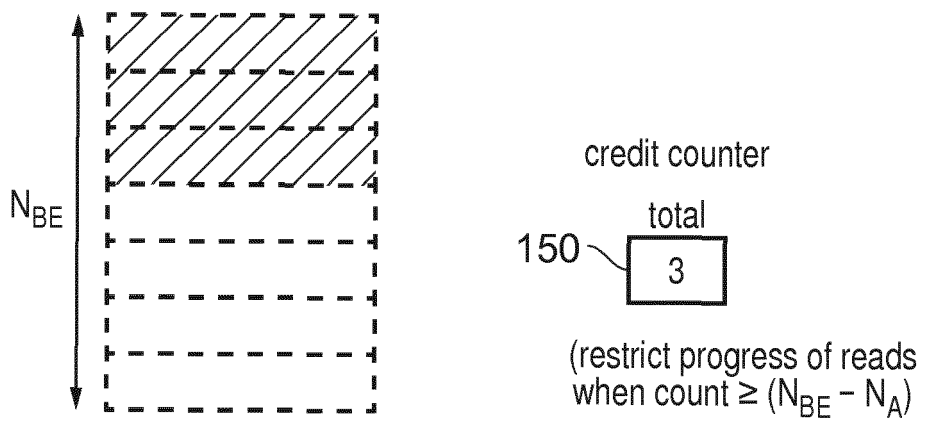 N_BE
credit counter
total
150
3
(restrict progress of reads
when count ≥ (N_BE – N_A)